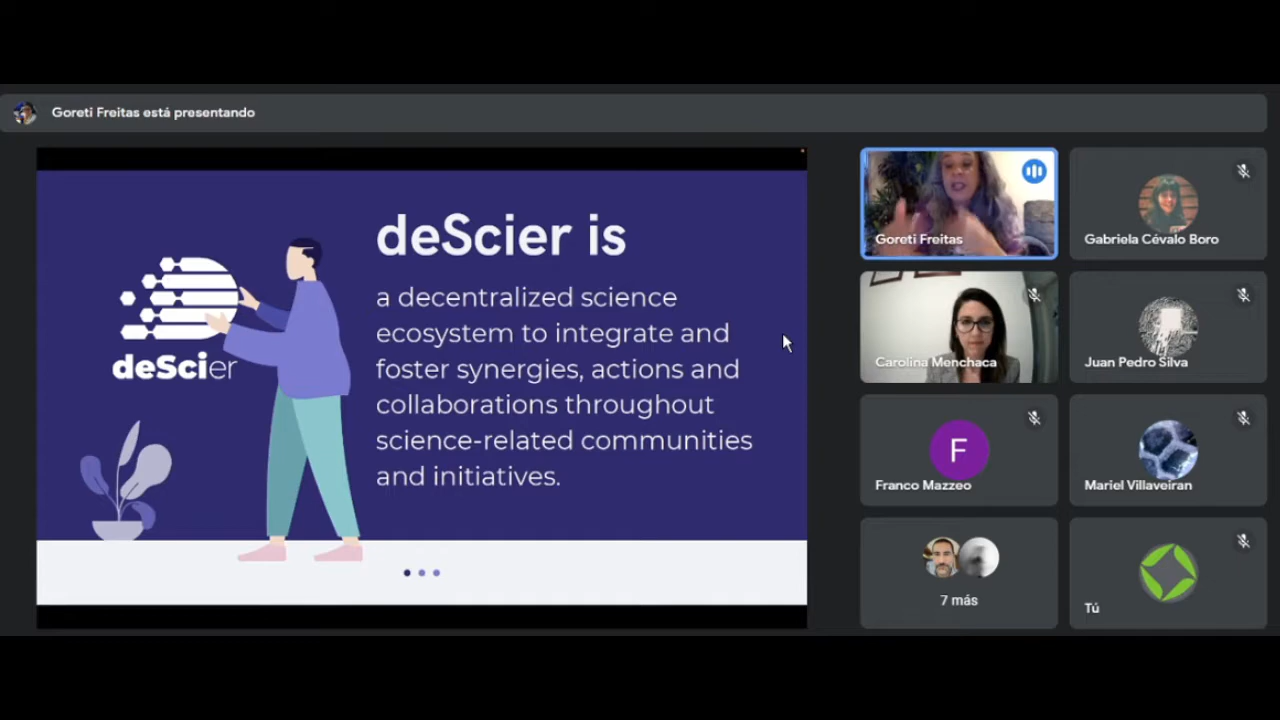 Goreti Freitas está presentando
deScier is
a decentralized science
ecosystem to integrate and
foster synergies, actions and
collaborations throughout
science-related communities
and initiatives.
deScier
Goreti Freitas
Gabriela Cévalo Boro
Carolina Menchaca
Juan Pedro Silva
F
Franco Mazzeo
Mariel Villaveiran
7 más
Tú